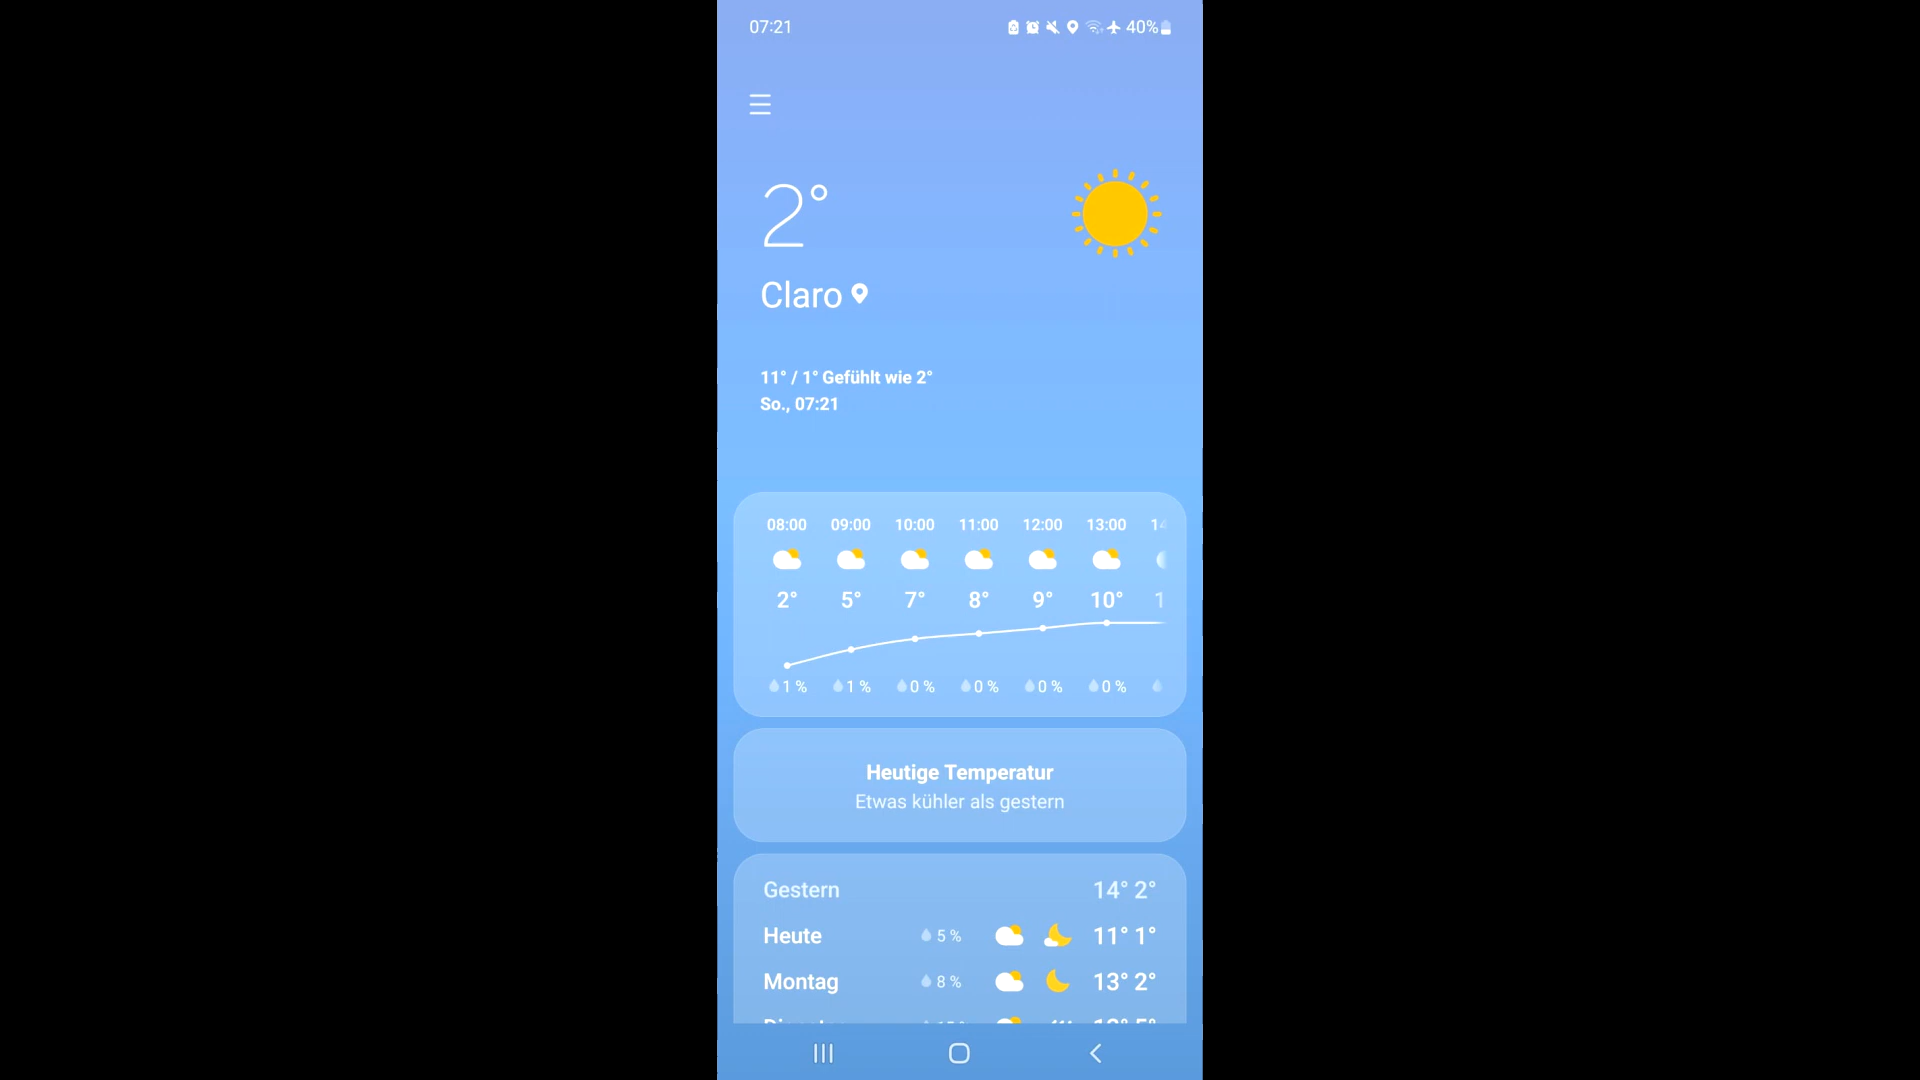 07:21 40%
2°
Claro
11° / 1° Gefühlt wie 2°
So., 07:21
08:00 09:00 10:00 11:00 12:00 13:00
2° 5° 7° 8° 9° 10°
1 % 1 % 0 % 0 % 0 % 0 %
Heutige Temperatur
Etwas kühler als gestern
Gestern 14° 2°
Heute 5 % 11° 1°
Montag 8 % 13° 2°